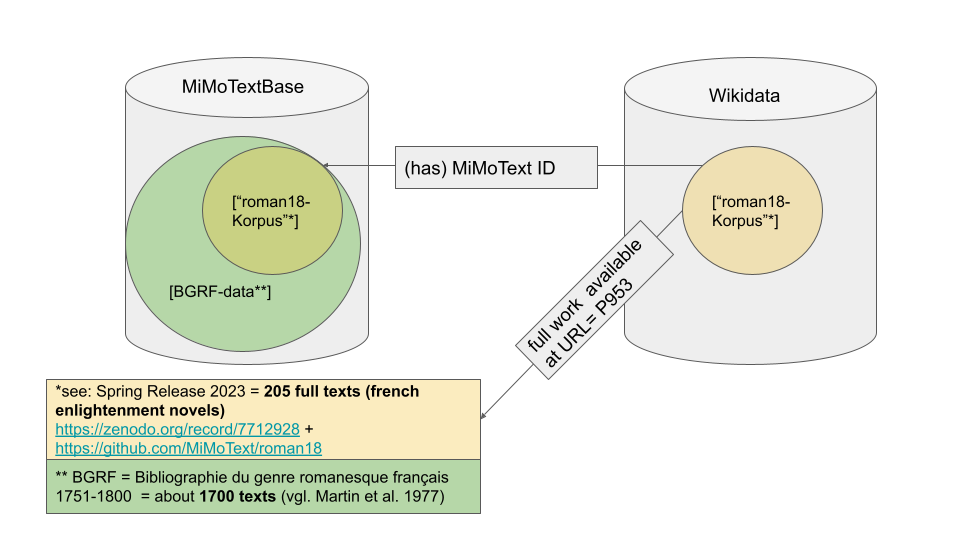 MiMoTextBase
Wikidata
(has) MiMoText ID
[“roman18-
Korpus”*]
[“roman18-
Korpus”*]
[BGRF-data**]
full work  available
at URL= P953
*see: Spring Release 2023 = 205 full texts (french
enlightenment novels)
https://zenodo.org/record/7712928 +
https://github.com/MiMoText/roman18
** BGRF = Bibliographie du genre romanesque français
1751-1800  = about 1700 texts (vgl. Martin et al. 1977)